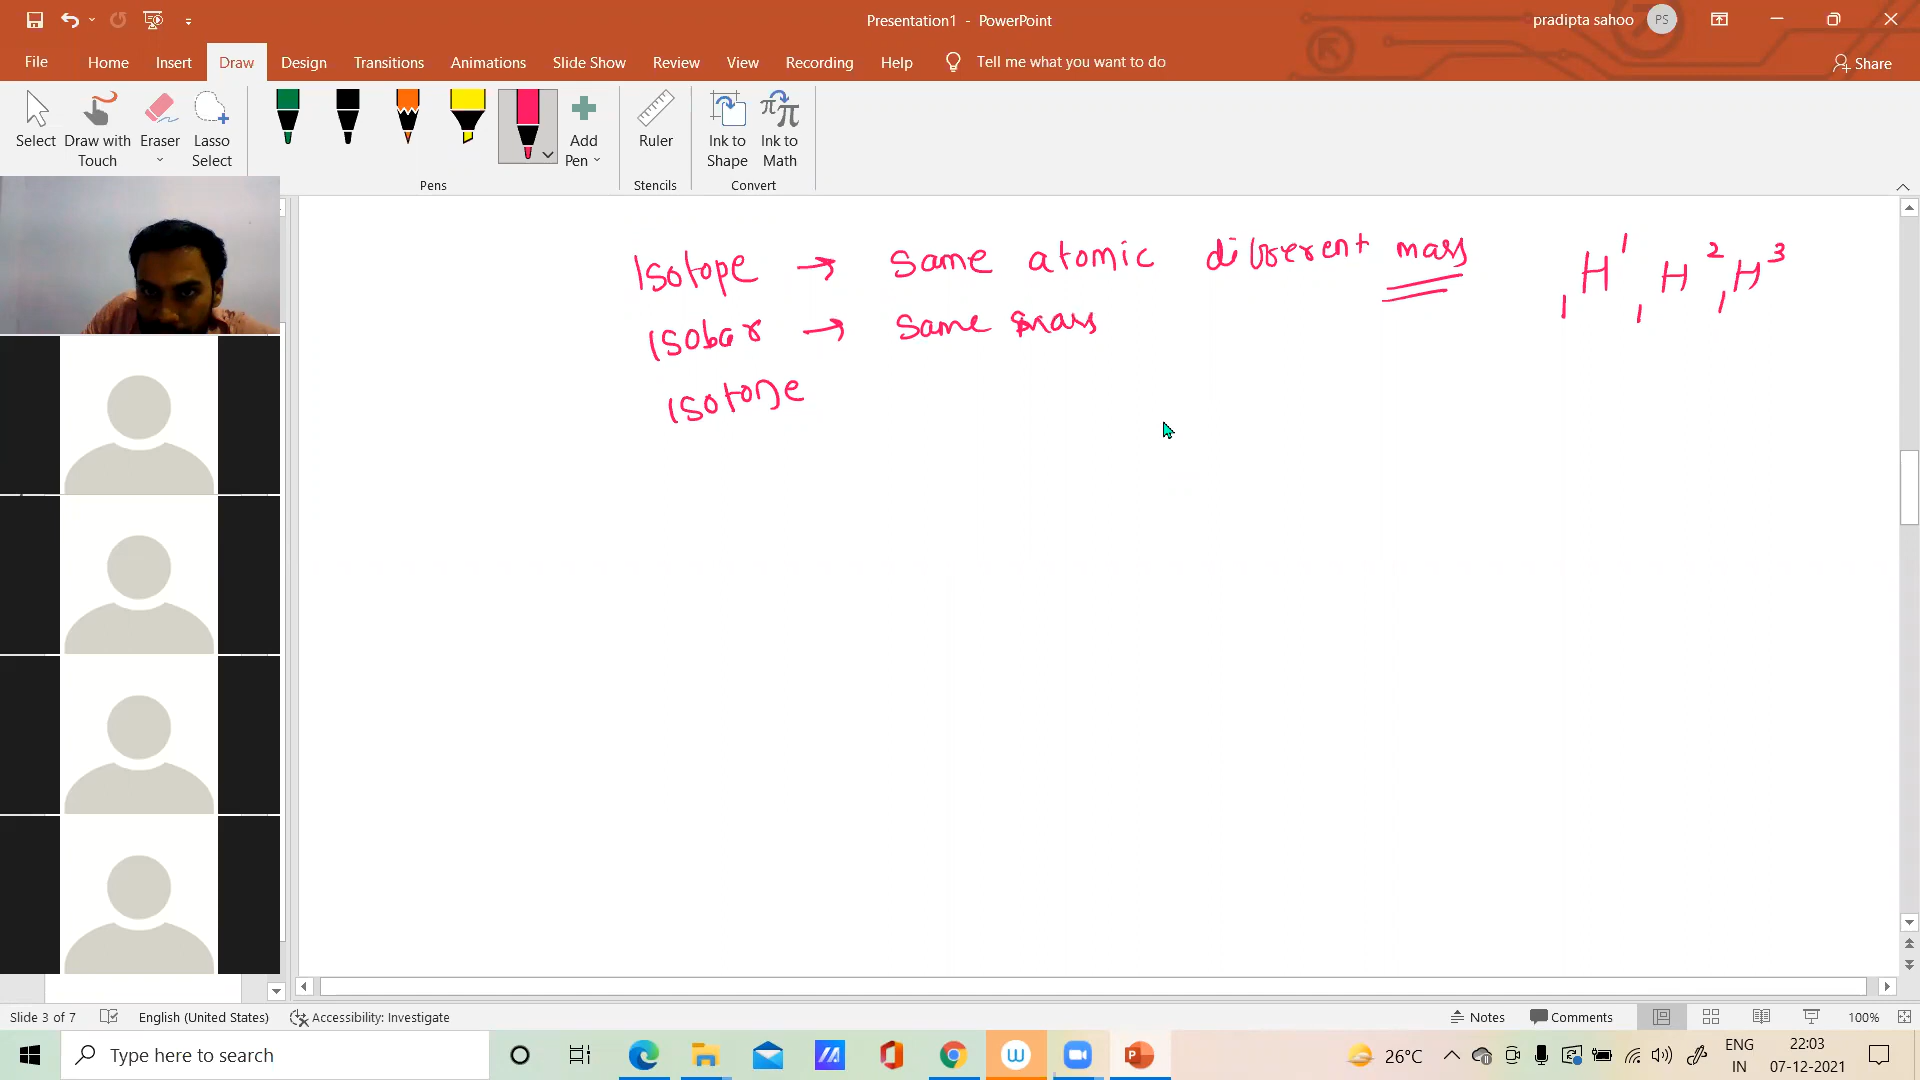 Presentation1 - PowerPoint
pradipta sahoo PS
File Home Insert Draw Design Transitions Animations Slide Show Review View Recording Help Tell me what you want to do Share
Select Draw with Touch Eraser Lasso Select Add Pen Ruler Ink to Shape Ink to Math
Pens Stencils Convert
Isotope → Same atomic different mass 1H1 1H2 1H3
Isobar → Same mass
Isotone
Slide 3 of 7 English (United States) Accessibility: Investigate Notes Comments 100%
Type here to search 26°C ENG IN 22:03 07-12-2021